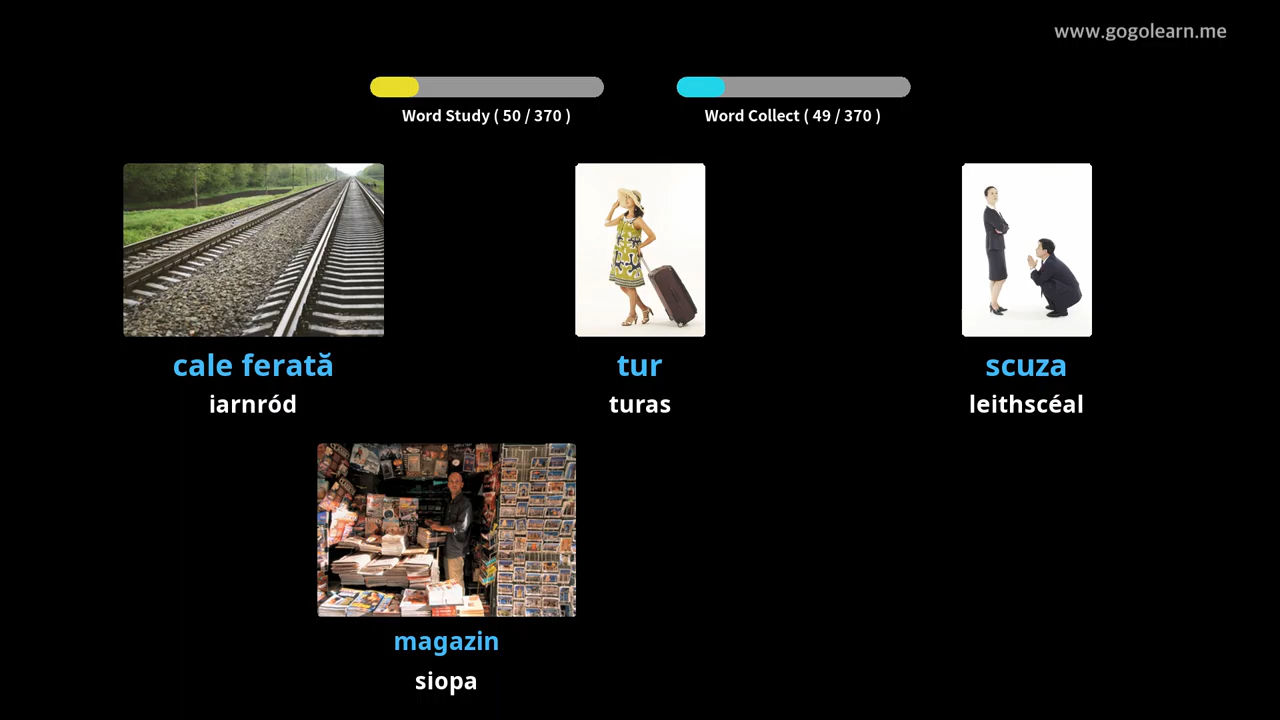 www.gogolearn.me
Word Study ( 50 / 370 )
Word Collect ( 49 / 370 )
cale ferată
iarnród
tur
turas
scuza
leithscéal
magazin
siopa